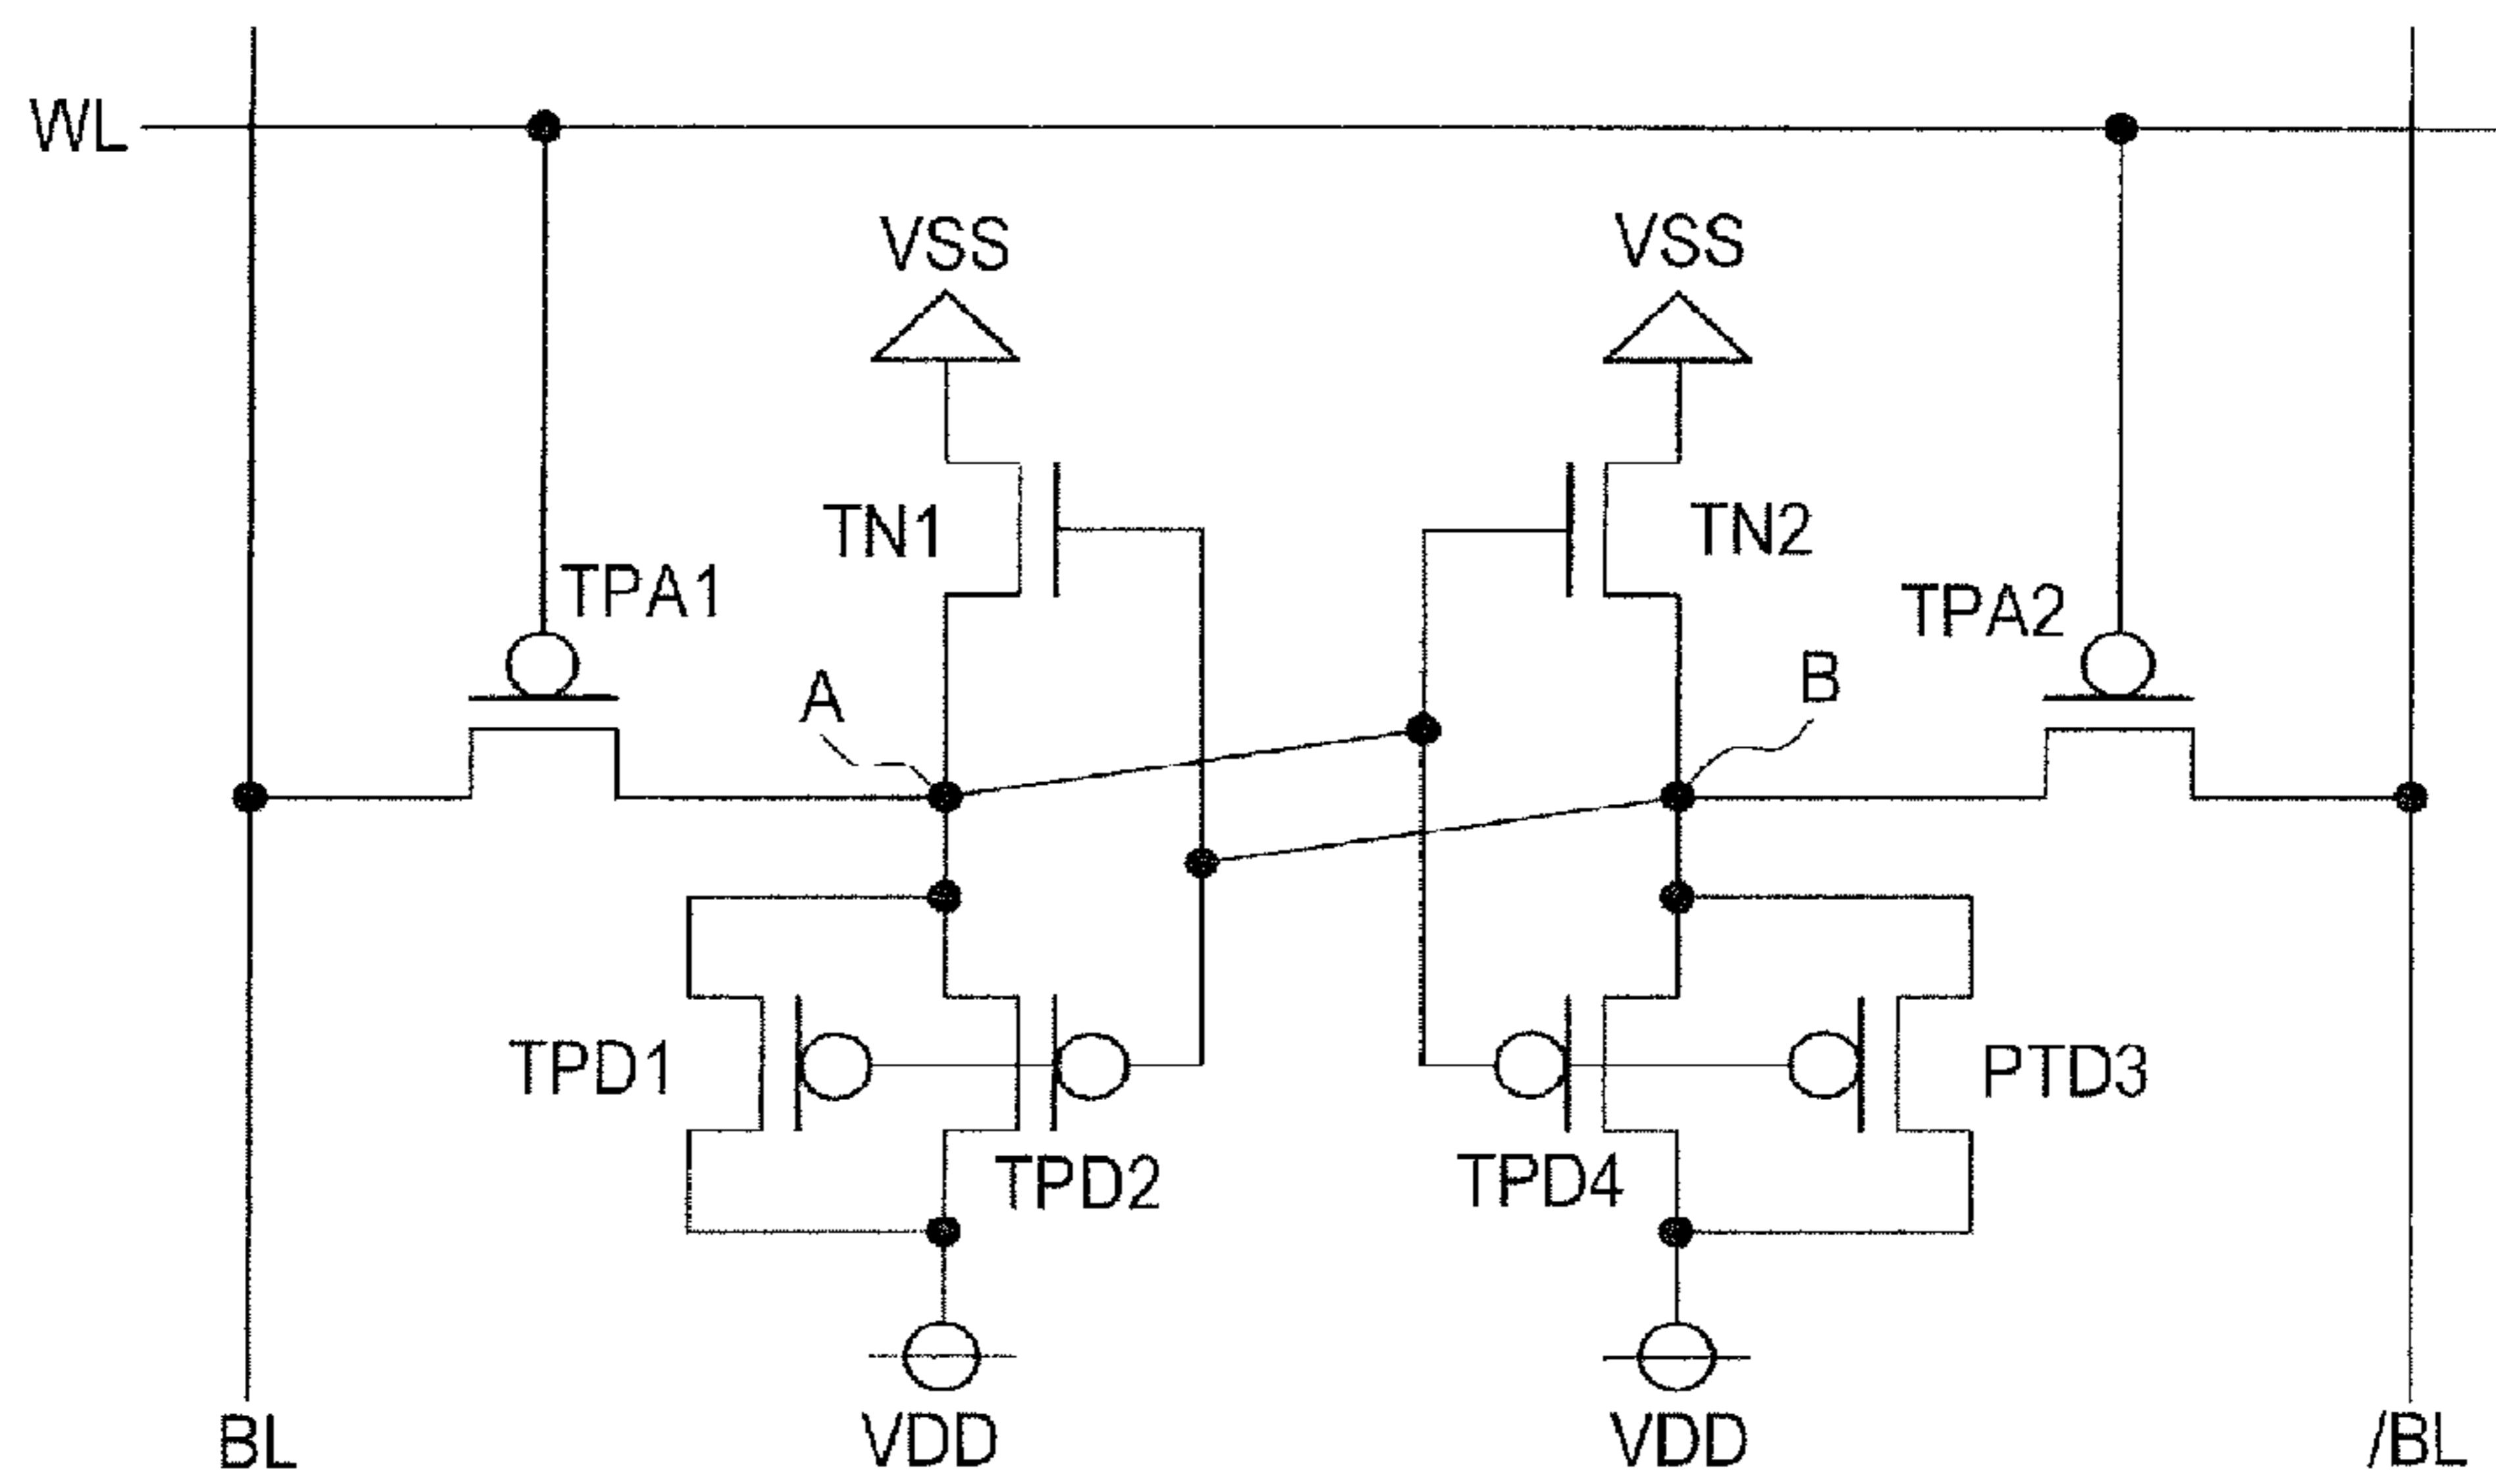 WL
VSS
VSS
TN1
TN2
TPA1
TPA2
A
B
TPD1
PTD3
TPD2
TPD4
BL
VDD
VDD
/BL